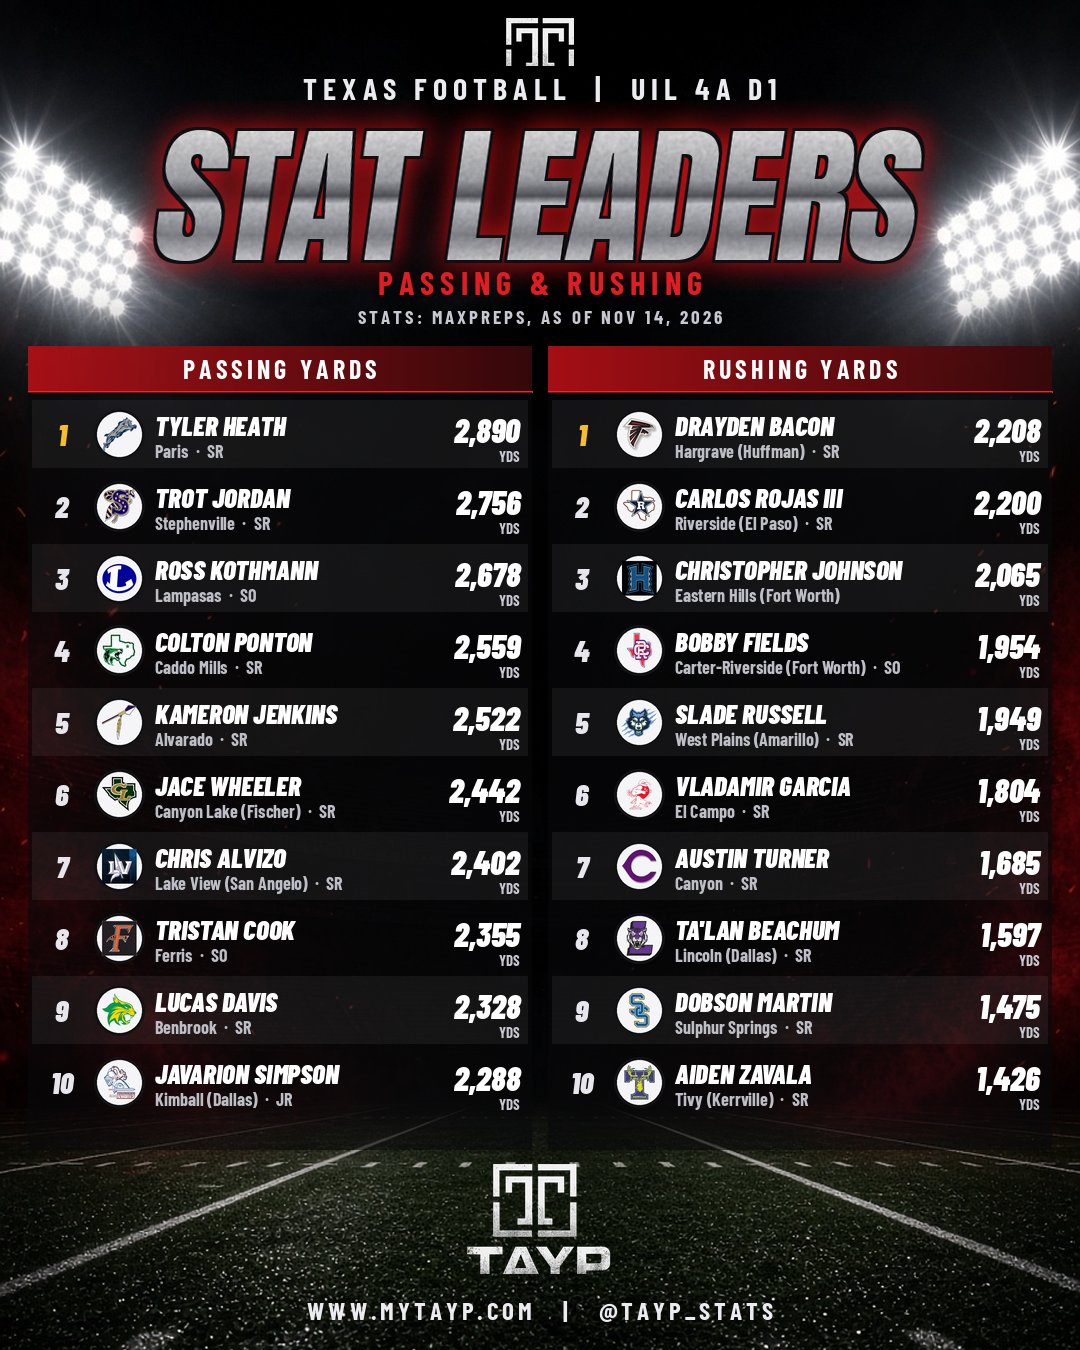 TEXAS FOOTBALL | UIL 4A D1
STAT LEADERS
PASSING & RUSHING
STATS: MAXPREPS, AS OF NOV 14, 2026
PASSING YARDS
1 TYLER HEATH 2,890
Paris · SR YDS
2 TROT JORDAN 2,756
Stephenville · SR YDS
3 ROSS KOTHMANN 2,678
Lampasas · SO YDS
4 COLTON PONTON 2,559
Caddo Mills · SR YDS
5 KAMERON JENKINS 2,522
Alvarado · SR YDS
6 JACE WHEELER 2,442
Canyon Lake (Fischer) · SR YDS
7 CHRIS ALVIZO 2,402
Lake View (San Angelo) · SR YDS
8 TRISTAN COOK 2,355
Ferris · SO YDS
9 LUCAS DAVIS 2,328
Benbrook · SR YDS
10 JAVARION SIMPSON 2,288
Kimball (Dallas) · JR YDS
RUSHING YARDS
1 DRAYDEN BACON 2,208
Hargrave (Huffman) · SR YDS
2 CARLOS ROJAS III 2,200
Riverside (El Paso) · SR YDS
3 CHRISTOPHER JOHNSON 2,065
Eastern Hills (Fort Worth) YDS
4 BOBBY FIELDS 1,954
Carter-Riverside (Fort Worth) · SO YDS
5 SLADE RUSSELL 1,949
West Plains (Amarillo) · SR YDS
6 VLADAMIR GARCIA 1,804
El Campo · SR YDS
7 AUSTIN TURNER 1,685
Canyon · SR YDS
8 TA'LAN BEACHUM 1,597
Lincoln (Dallas) · SR YDS
9 DOBSON MARTIN 1,475
Sulphur Springs · SR YDS
10 AIDEN ZAVALA 1,426
Tivy (Kerrville) · SR YDS
TAYP
WWW.MYTAYP.COM | @TAYP_STATS